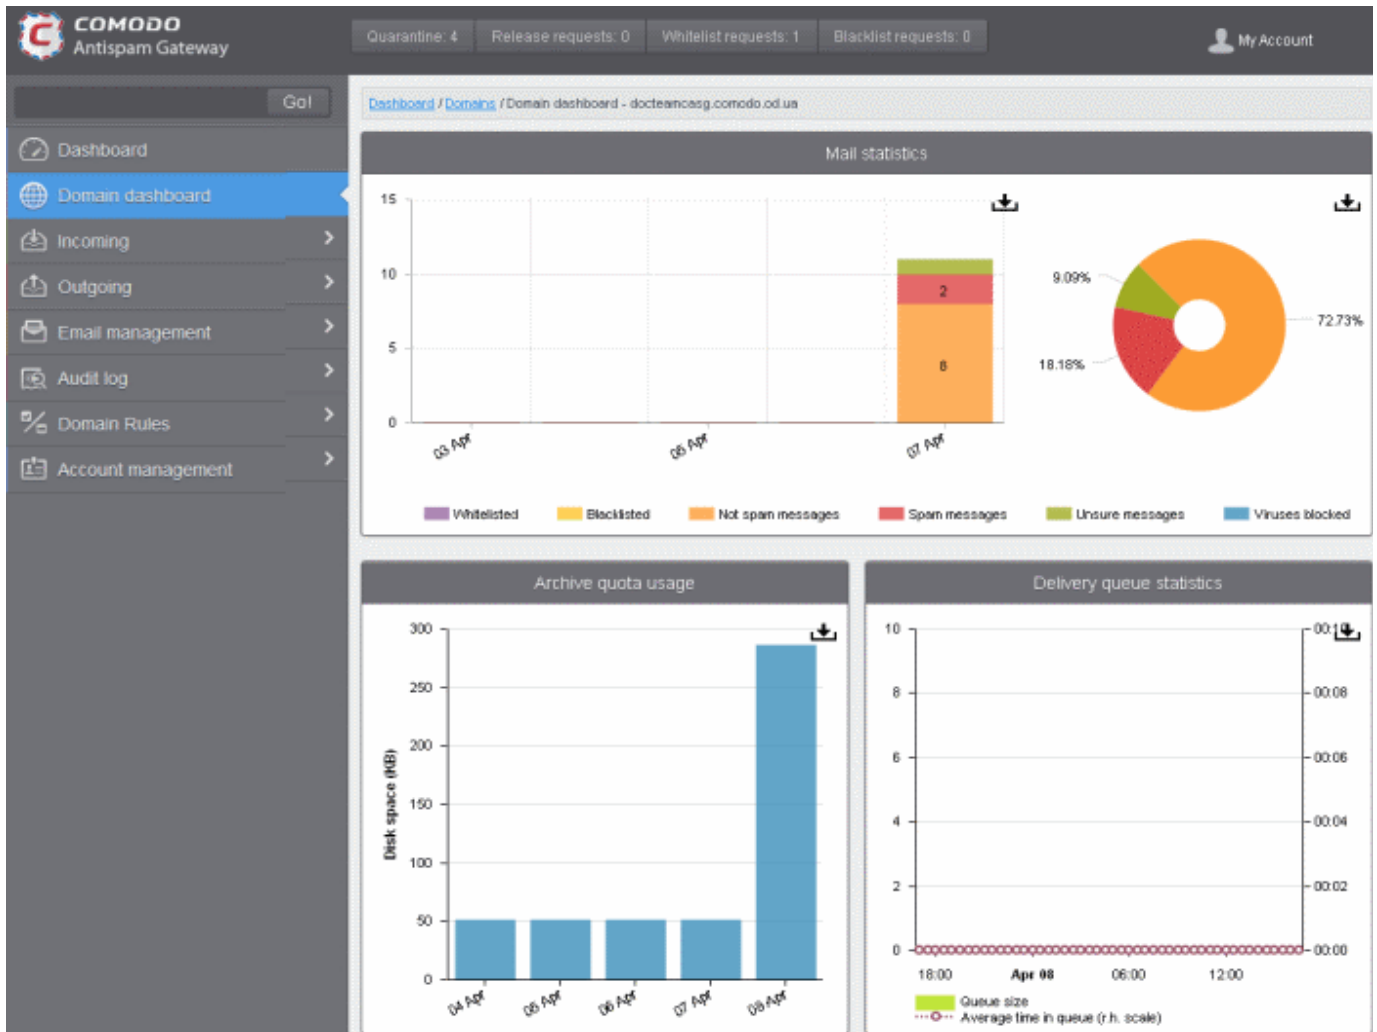 COMODO
Antispam Gateway
Quarantine: 4
Release requests: 0
Whitelist requests: 1
Blacklist requests: 0
My Account
Go!
Dashboard
Domain dashboard
Incoming
Outgoing
Email management
Audit log
Domain Rules
Account management
Dashboard / Domains / Domain dashboard - docteamcasg.comodo.od.ua
Mail statistics
15
10
5
0
2
8
03 Apr
05 Apr
07 Apr
9.09%
18.18%
72.73%
Whitelisted
Blacklisted
Not spam messages
Spam messages
Unsure messages
Viruses blocked
Archive quota usage
Disk space (KB)
300
250
200
150
100
50
0
04 Apr
05 Apr
06 Apr
07 Apr
08 Apr
Delivery queue statistics
10
8
6
4
2
0
00:08
00:06
00:04
00:02
00:00
18:00
Apr 08
06:00
12:00
Queue size
Average time in queue (r.h. scale)